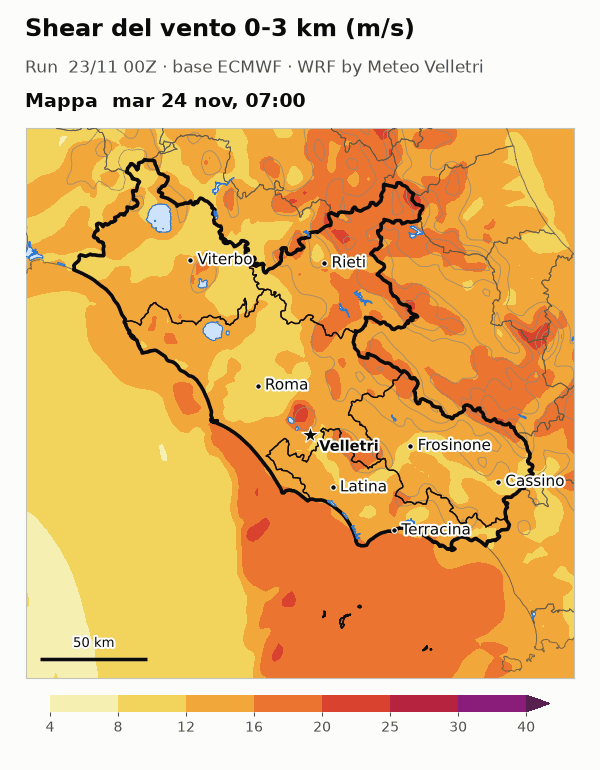 Shear del vento 0-3 km (m/s)
Run  23/11 00Z · base ECMWF · WRF by Meteo Velletri
Mappa  mar 24 nov, 07:00
Viterbo
Rieti
Roma
Velletri
Frosinone
Cassino
Latina
Terracina
50 km
4 8 12 16 20 25 30 40